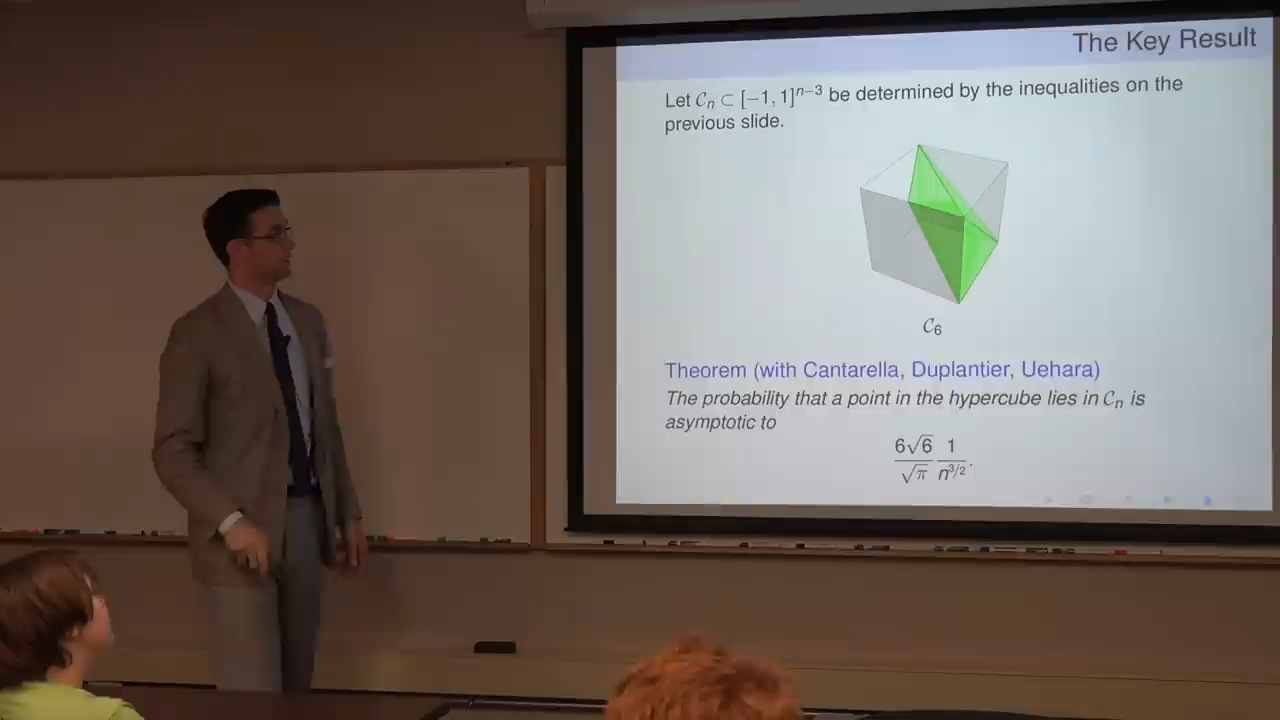 The Key Result
Let 𝒞ₙ ⊂ [−1, 1]ⁿ⁻³ be determined by the inequalities on the
previous slide.
𝒞₆
Theorem (with Cantarella, Duplantier, Uehara)
The probability that a point in the hypercube lies in 𝒞ₙ is
asymptotic to
6√6/√π 1/n^{3/2}.